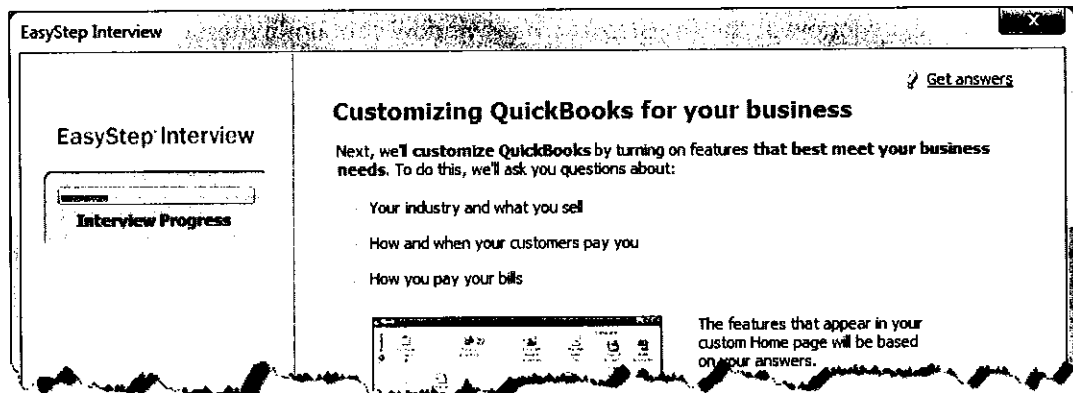 EasyStep Interview
X
Get answers
Customizing QuickBooks for your business
EasyStep Interview
Next, we'll customize QuickBooks by turning on features that best meet your business
needs. To do this, we'll ask you questions about:
Interview Progress
Your industry and what you sell
How and when your customers pay you
How you pay your bills
The features that appear in your
custom Home page will be based
on your answers.